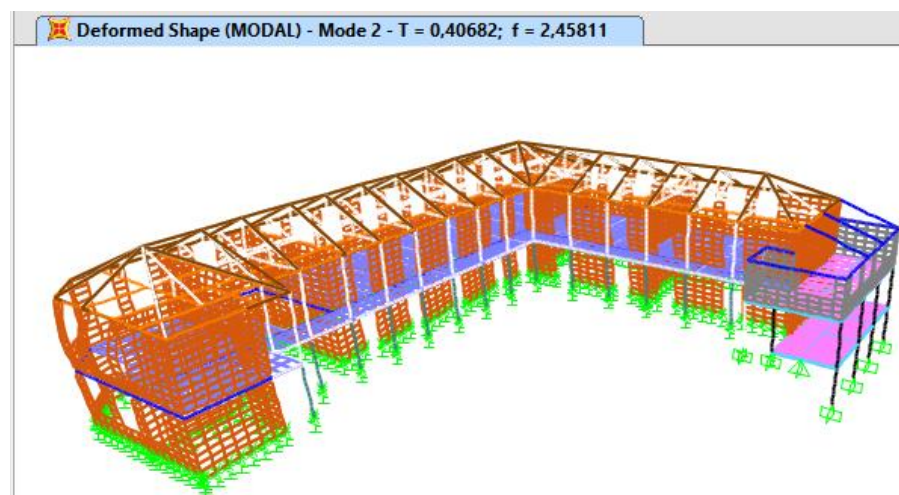 Deformed Shape (MODAL) - Mode 2 - T = 0,40682; f = 2,45811